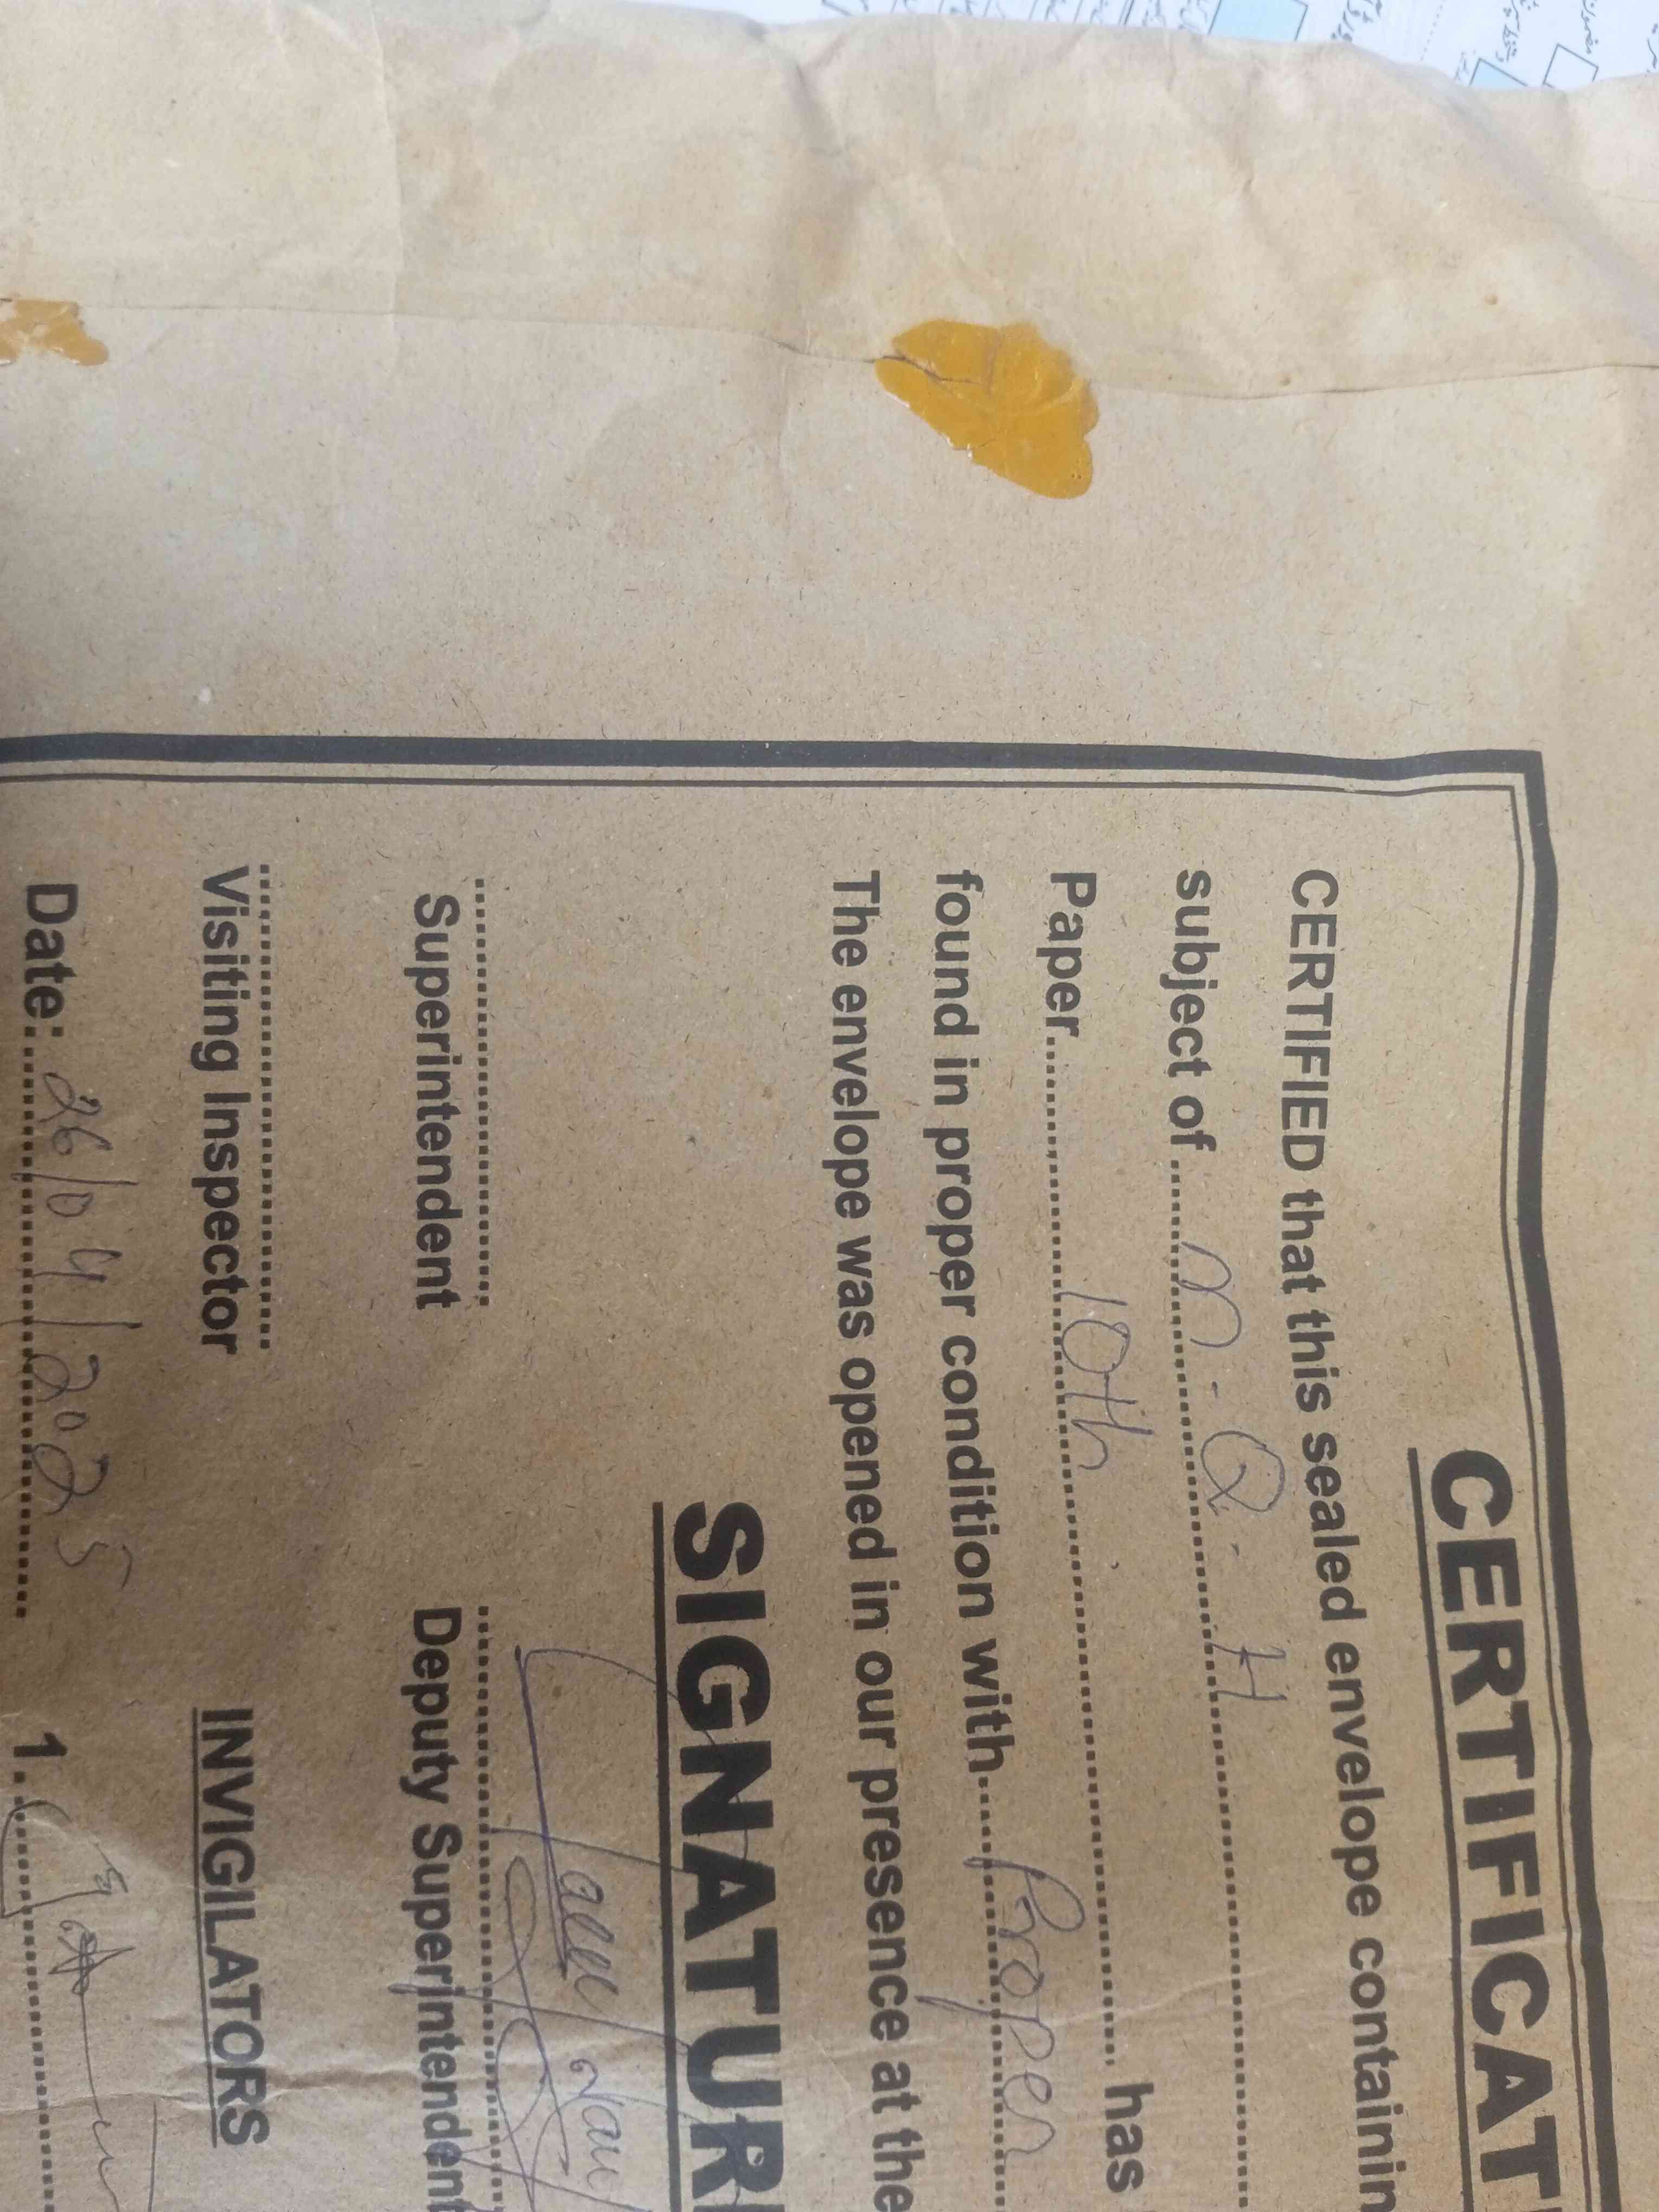 CERTIFICAT
CERTIFIED that this sealed envelope containin
subject of ........ M-Q-H ........
Paper ........ 10th ........ has
found in proper condition with ...... Proper
The envelope was opened in our presence at the
SIGNATUR
Superintendent Deputy Superintendent
Visiting Inspector INVIGILATORS
Date: 26/04/2025 1.